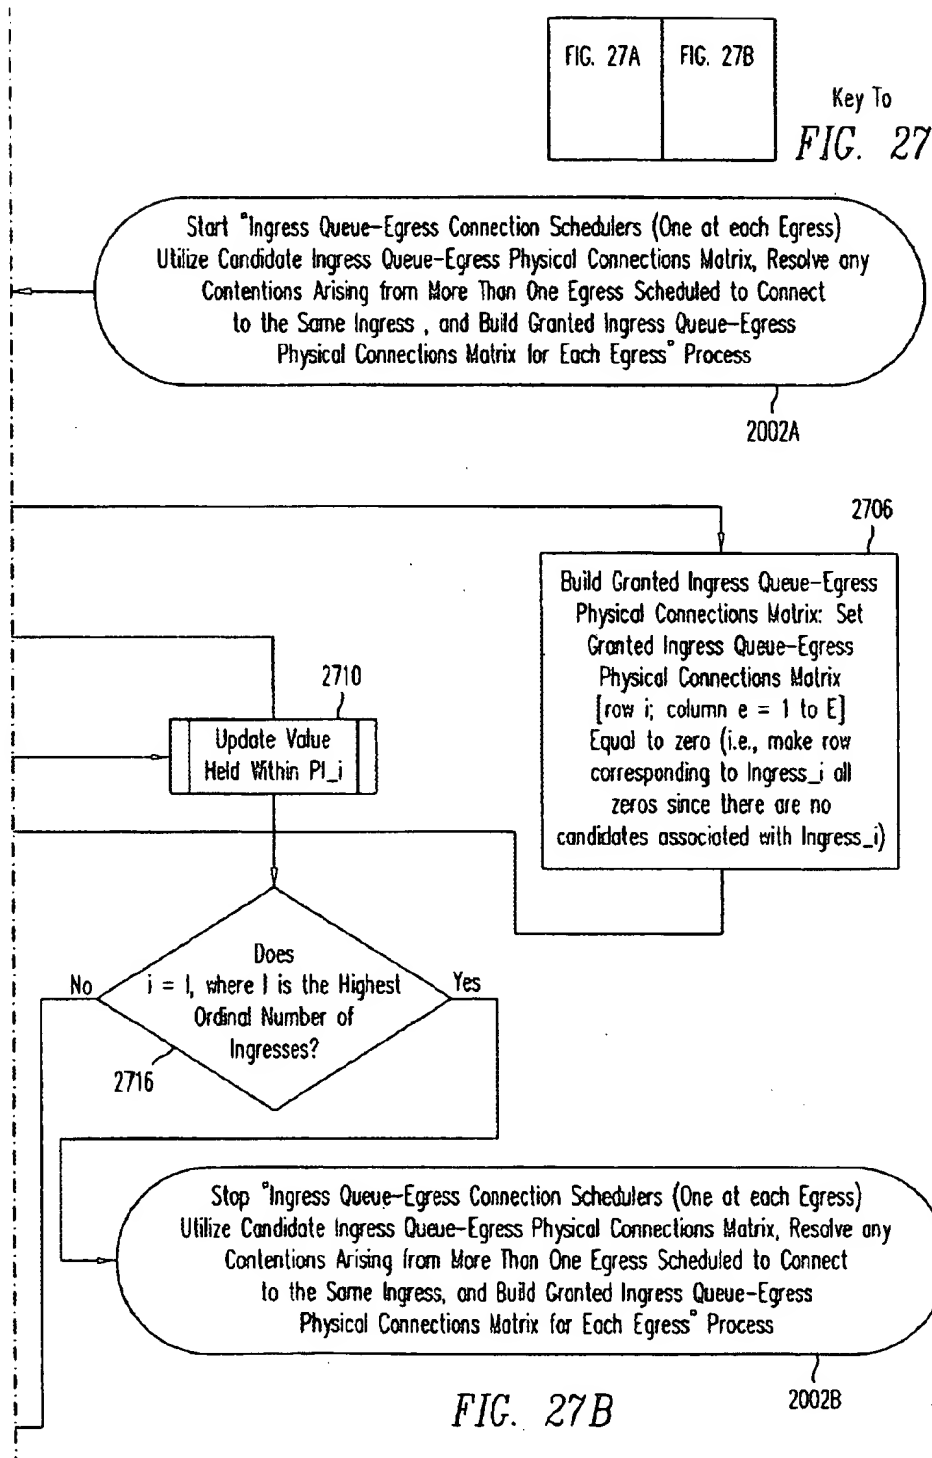 FIG. 27A
FIG. 27B
Key To
FIG. 27
Start "Ingress Queue-Egress Connection Schedulers (One at each Egress)
Utilize Candidate Ingress Queue-Egress Physical Connections Matrix, Resolve any
Contentions Arising from More Than One Egress Scheduled to Connect
to the Same Ingress , and Build Granted Ingress Queue-Egress
Physical Connections Matrix for Each Egress" Process
2002A
2706
Build Granted Ingress Queue-Egress
Physical Connections Matrix: Set
Granted Ingress Queue-Egress
Physical Connections Matrix
[row i; column e = 1 to E]
Equal to zero (i.e., make row
corresponding to Ingress_i all
zeros since there are no
candidates associated with Ingress_i)
2710
Update Value
Held Within PI_i
Does
i = I, where I is the Highest
Ordinal Number of
Ingresses?
No
Yes
2716
Stop "Ingress Queue-Egress Connection Schedulers (One at each Egress)
Utilize Candidate Ingress Queue-Egress Physical Connections Matrix, Resolve any
Contentions Arising from More Than One Egress Scheduled to Connect
to the Same Ingress, and Build Granted Ingress Queue-Egress
Physical Connections Matrix for Each Egress" Process
2002B
FIG. 27B